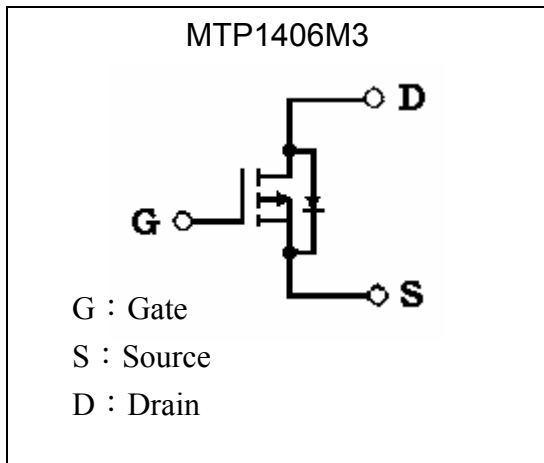 MTP1406M3
D
G
S
G：Gate
S：Source
D：Drain